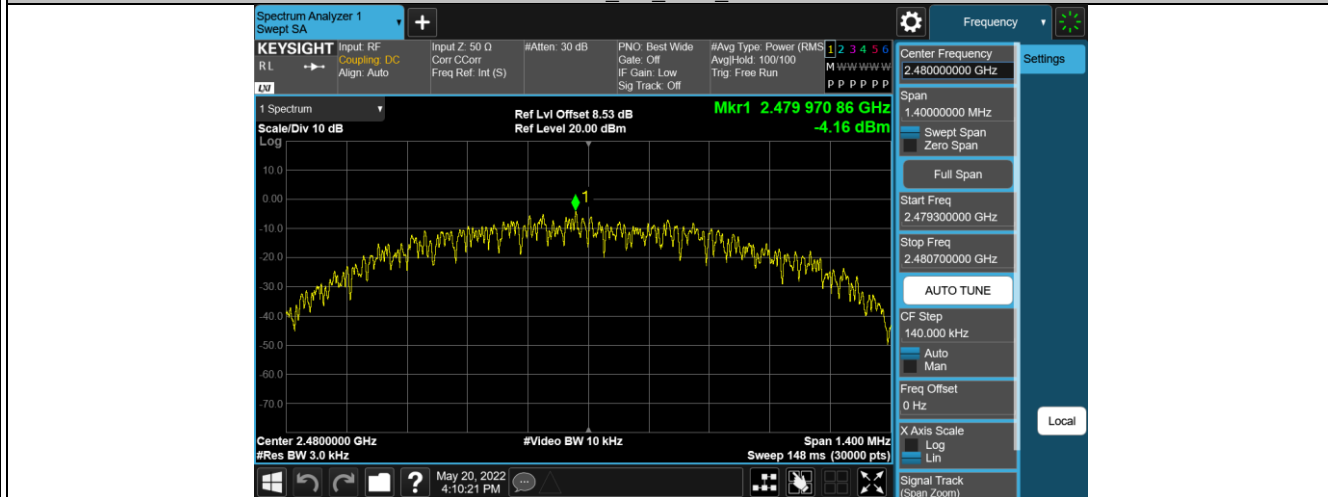 Spectrum Analyzer 1
Swept SA
Frequency
KEYSIGHT
Input: RF
Input Z: 50 Ω
#Atten: 30 dB
PNO: Best Wide
#Avg Type: Power (RMS
1 2 3 4 5 6
R L
Coupling: DC
Corr CCorr
Gate: Off
Avg|Hold: 100/100
M W W W W W
Align: Auto
Freq Ref: Int (S)
IF Gain: Low
Trig: Free Run
Sig Track: Off
P P P P P P
LXI
1 Spectrum
Ref Lvl Offset 8.53 dB
Mkr1 2.479 970 86 GHz
Scale/Div 10 dB
Ref Level 20.00 dBm
-4.16 dBm
Log
10.0
0.00
-10.0
-20.0
-30.0
-40.0
-50.0
-60.0
-70.0
1
Center 2.4800000 GHz
#Video BW 10 kHz
Span 1.400 MHz
#Res BW 3.0 kHz
Sweep 148 ms (30000 pts)
Center Frequency
2.480000000 GHz
Settings
Span
1.40000000 MHz
Swept Span
Zero Span
Full Span
Start Freq
2.479300000 GHz
Stop Freq
2.480700000 GHz
AUTO TUNE
CF Step
140.000 kHz
Auto
Man
Freq Offset
0 Hz
X Axis Scale
Log
Lin
Signal Track
(Span Zoom)
Local
?
May 20, 2022
4:10:21 PM